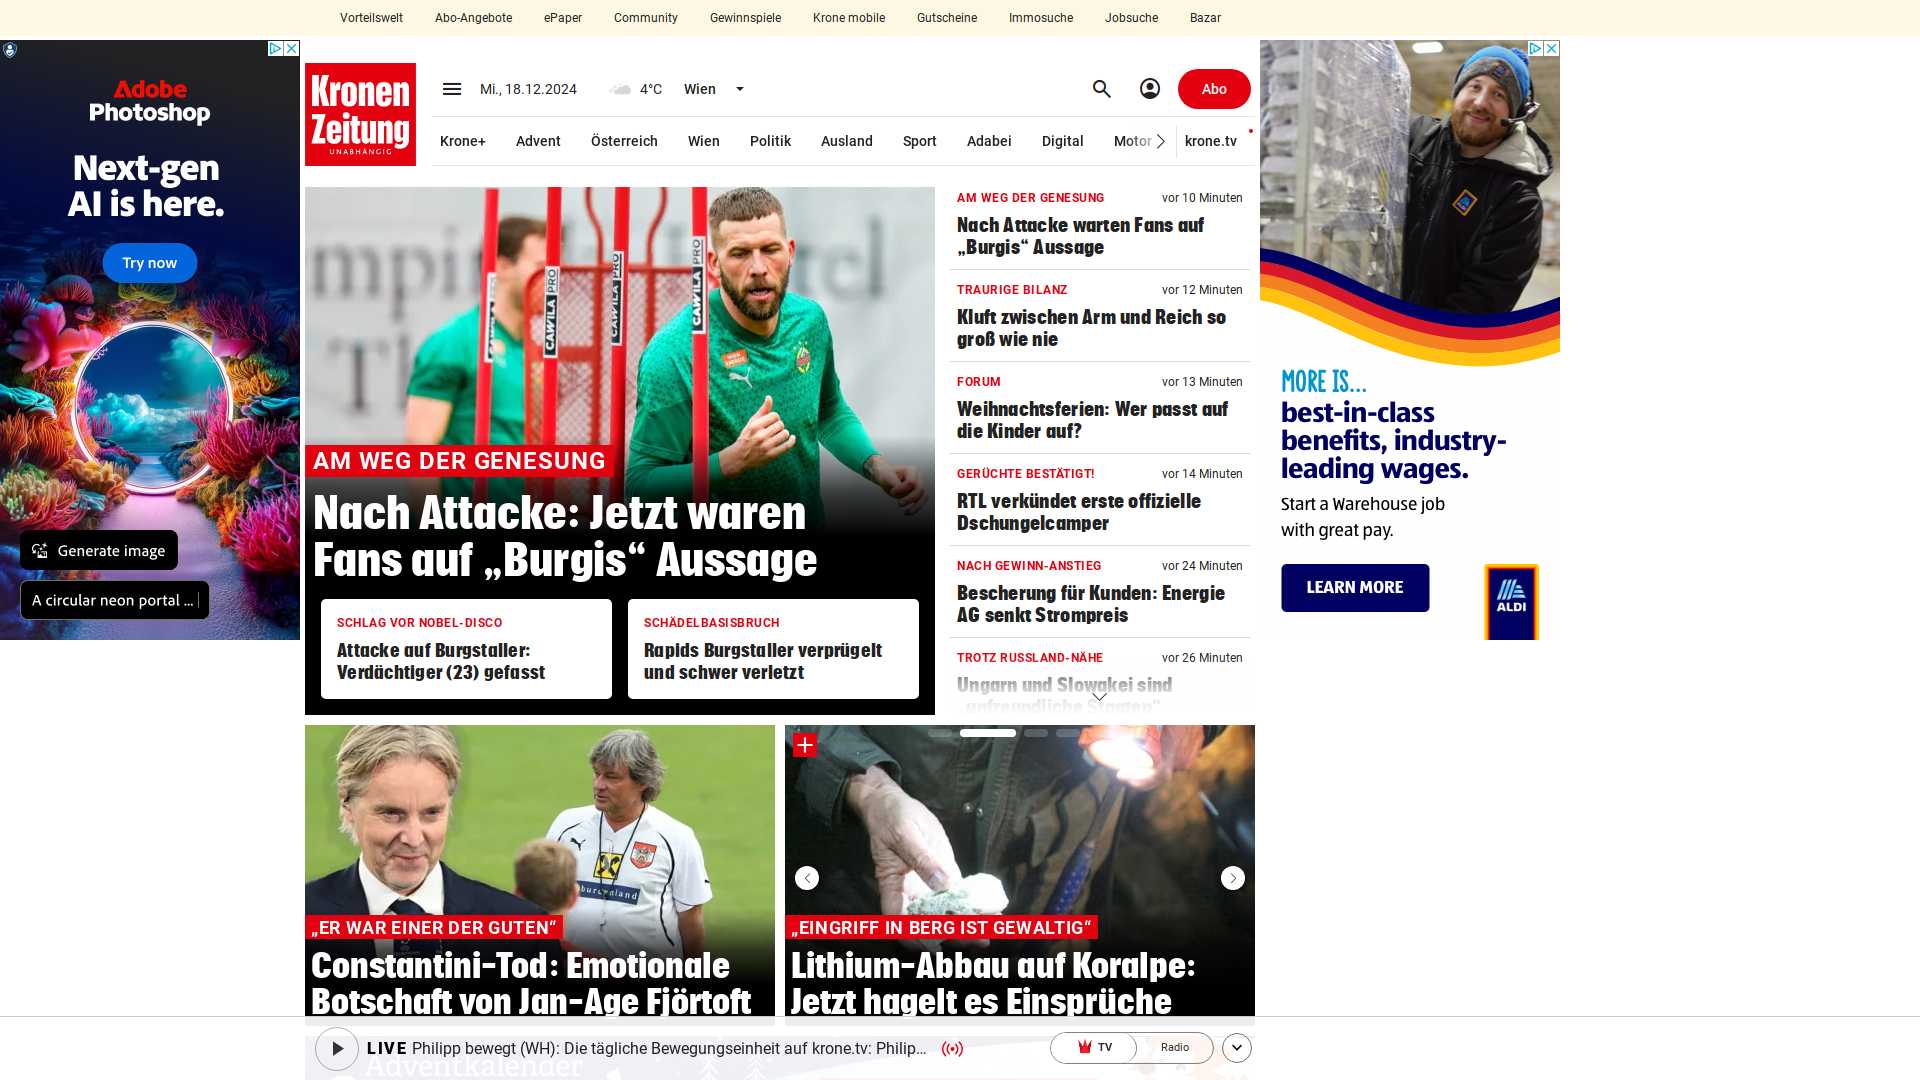 Vorteilswelt
Abo-Angebote
ePaper
Community
Gewinnspiele
Krone mobile
Gutscheine
Immosuche
Jobsuche
Bazar
Adobe
Photoshop
Next-gen
AI is here.
Try now
Generate image
A circular neon portal ...
Kronen
Zeitung
UNABHÄNGIG
Mi., 18.12.2024
4°C
Wien
Abo
Krone+
Advent
Österreich
Wien
Politik
Ausland
Sport
Adabei
Digital
Motor
krone.tv
CAWILA PRO
CAWILA PRO
CAWILA PRO
AM WEG DER GENESUNG
Nach Attacke: Jetzt waren
Fans auf „Burgis“ Aussage
SCHLAG VOR NOBEL-DISCO
Attacke auf Burgstaller:
Verdächtiger (23) gefasst
SCHÄDELBASISBRUCH
Rapids Burgstaller verprügelt
und schwer verletzt
AM WEG DER GENESUNG
vor 10 Minuten
Nach Attacke warten Fans auf
„Burgis“ Aussage
TRAURIGE BILANZ
vor 12 Minuten
Kluft zwischen Arm und Reich so
groß wie nie
FORUM
vor 13 Minuten
Weihnachtsferien: Wer passt auf
die Kinder auf?
GERÜCHTE BESTÄTIGT!
vor 14 Minuten
RTL verkündet erste offizielle
Dschungelcamper
NACH GEWINN-ANSTIEG
vor 24 Minuten
Bescherung für Kunden: Energie
AG senkt Strompreis
TROTZ RUSSLAND-NÄHE
vor 26 Minuten
Ungarn und Slowakei sind
„unfreundliche Staaten“
MORE IS...
best-in-class
benefits, industry-
leading wages.
Start a Warehouse job
with great pay.
LEARN MORE
ALDI
„ER WAR EINER DER GUTEN“
Constantini-Tod: Emotionale
Botschaft von Jan-Age Fjörtoft
„EINGRIFF IN BERG IST GEWALTIG“
Lithium-Abbau auf Koralpe:
Jetzt hagelt es Einsprüche
LIVE Philipp bewegt (WH): Die tägliche Bewegungseinheit auf krone.tv: Philip...
TV
Radio
Adventkalender